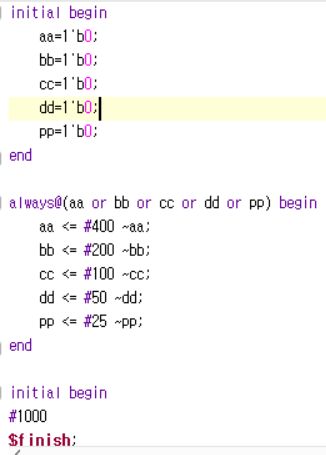 initial begin
aa=1'b0;
bb=1'b0;
cc=1'b0;
dd=1'b0;
pp=1'b0;
end
always@(aa or bb or cc or dd or pp) begin
aa <= #400 ~aa;
bb <= #200 ~bb;
cc <= #100 ~cc;
dd <= #50 ~dd;
pp <= #25 ~pp;
end
initial begin
#1000
$finish;